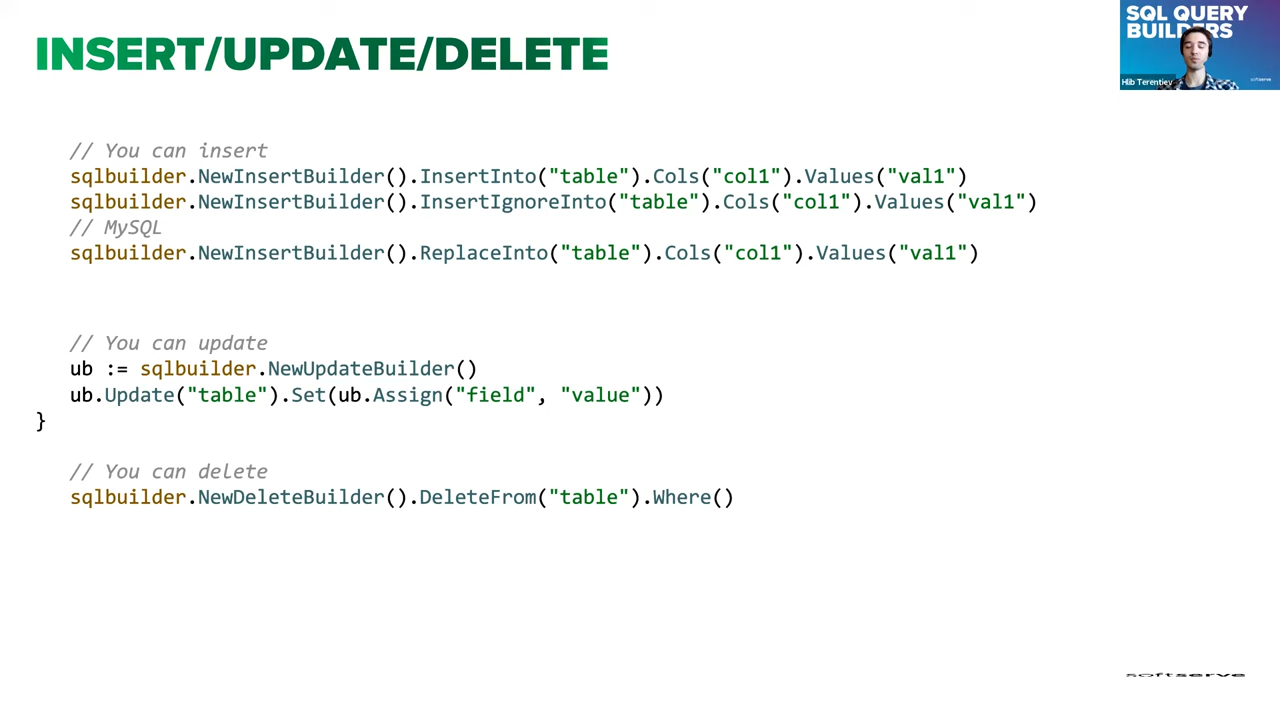 INSERT/UPDATE/DELETE
SQL QUERY
BUILDERS
Hlib Terentiev
softserve
// You can insert
sqlbuilder.NewInsertBuilder().InsertInto("table").Cols("col1").Values("val1")
sqlbuilder.NewInsertBuilder().InsertIgnoreInto("table").Cols("col1").Values("val1")
// MySQL
sqlbuilder.NewInsertBuilder().ReplaceInto("table").Cols("col1").Values("val1")
// You can update
ub := sqlbuilder.NewUpdateBuilder()
ub.Update("table").Set(ub.Assign("field", "value"))
}
// You can delete
sqlbuilder.NewDeleteBuilder().DeleteFrom("table").Where()
softserve